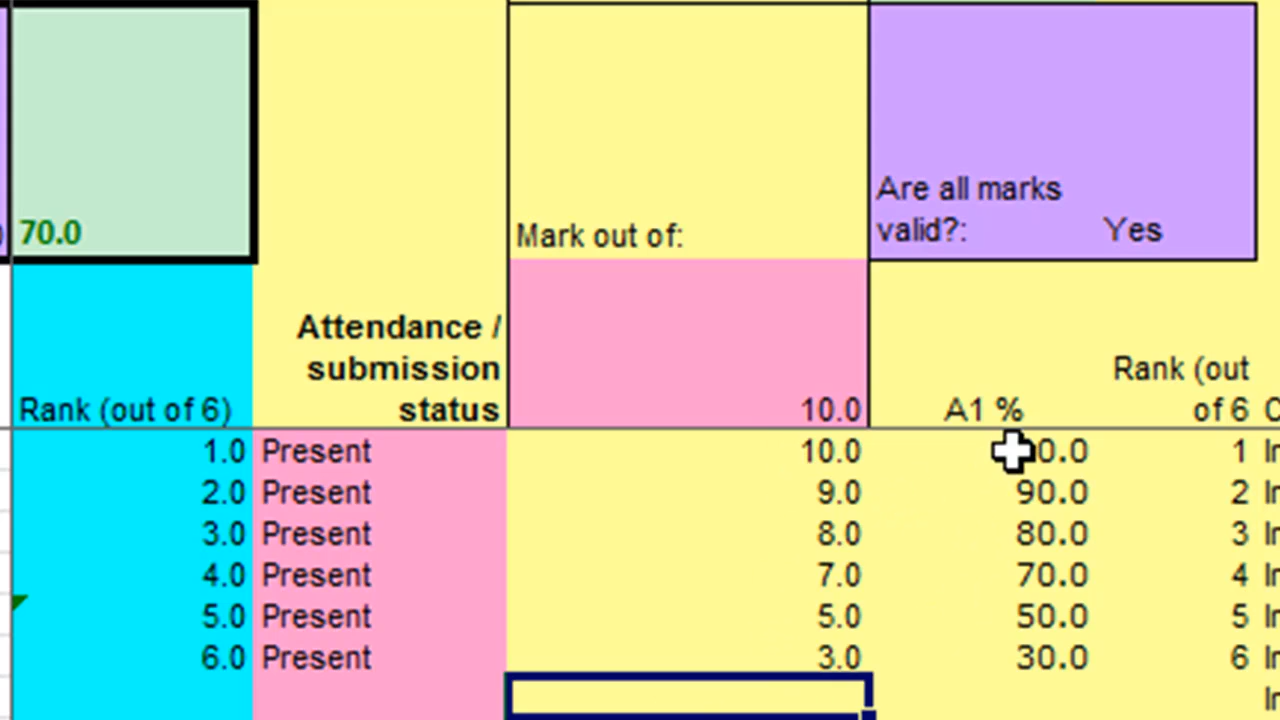 70.0
Mark out of:
Are all marks
valid?: Yes
Attendance /
submission
status
Rank (out of 6)
10.0
A1 %
Rank (out
of 6
1.0 Present 10.0 0.0 1
2.0 Present 9.0 90.0 2
3.0 Present 8.0 80.0 3
4.0 Present 7.0 70.0 4
5.0 Present 5.0 50.0 5
6.0 Present 3.0 30.0 6